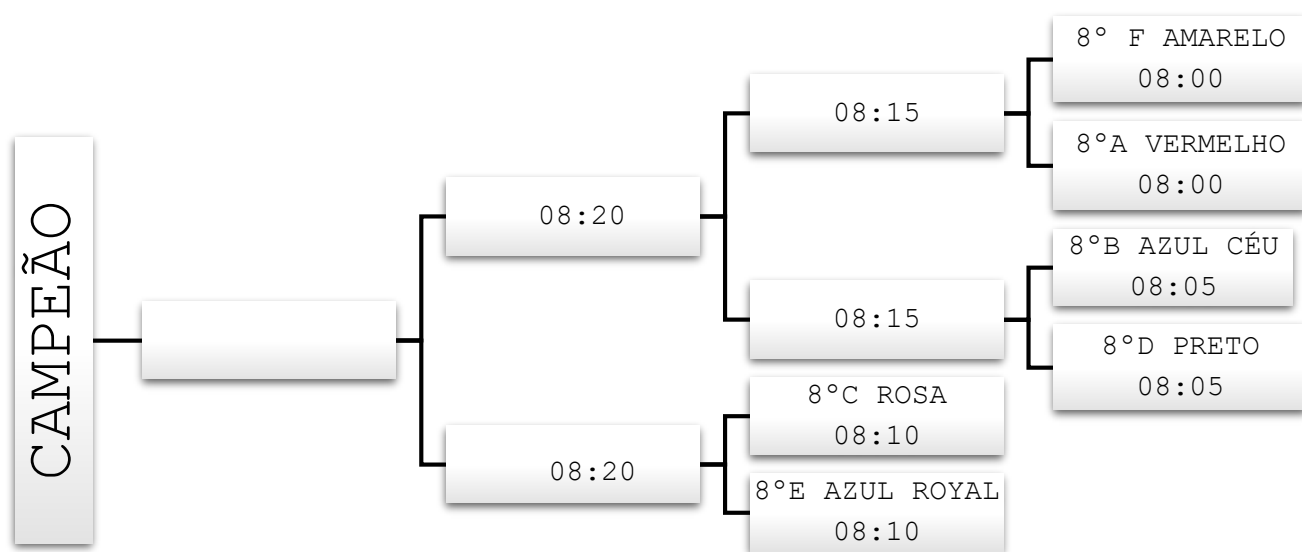 CAMPEÃO
08:20
08:15
8° F AMARELO
08:00
8°A VERMELHO
08:00
08:15
8°B AZUL CÉU
08:05
8°D PRETO
08:05
08:20
8°C ROSA
08:10
8°E AZUL ROYAL
08:10